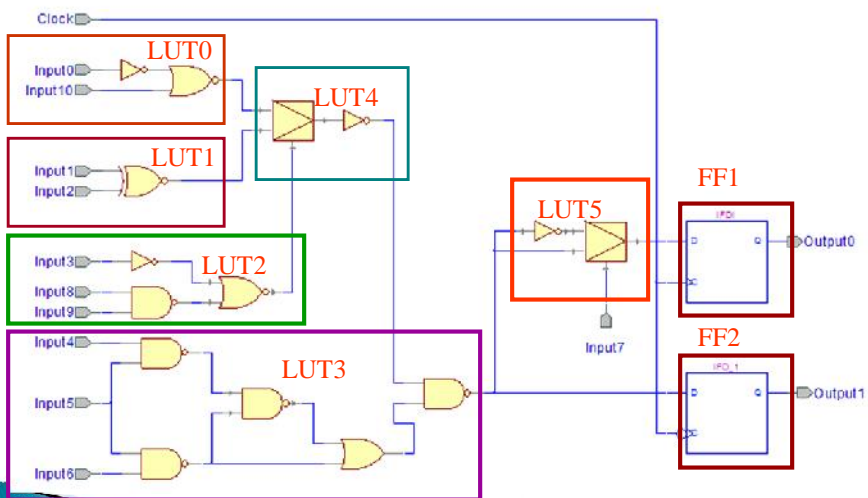 Clock
LUT0
Input0
Input10
LUT4
LUT1
Input1
Input2
LUT5
FF1
Output0
LUT2
Input3
Input8
Input9
Input7
FF2
Input4
LUT3
Input5
Output1
Input6
D
Q
C
D
Q
C